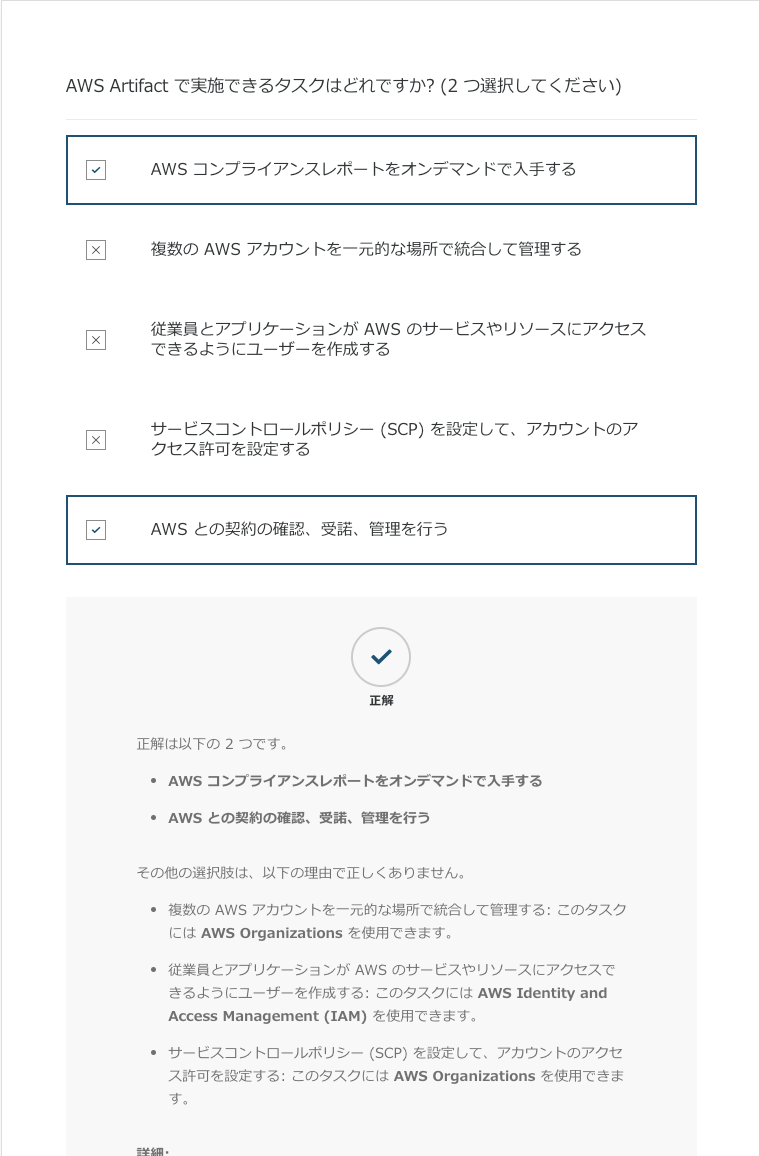 AWS Artifact で実施できるタスクはどれですか? (2 つ選択してください)
AWS コンプライアンスレポートをオンデマンドで入手する
複数の AWS アカウントを一元的な場所で統合して管理する
従業員とアプリケーションが AWS のサービスやリソースにアクセス
できるようにユーザーを作成する
サービスコントロールポリシー (SCP) を設定して、アカウントのア
クセス許可を設定する
AWS との契約の確認、受諾、管理を行う
正解
正解は以下の 2 つです。
• AWS コンプライアンスレポートをオンデマンドで入手する
• AWS との契約の確認、受諾、管理を行う
その他の選択肢は、以下の理由で正しくありません。
• 複数の AWS アカウントを一元的な場所で統合して管理する: このタスク
には AWS Organizations を使用できます。
• 従業員とアプリケーションが AWS のサービスやリソースにアクセスで
きるようにユーザーを作成する: このタスクには AWS Identity and
Access Management (IAM) を使用できます。
• サービスコントロールポリシー (SCP) を設定して、アカウントのアクセ
ス許可を設定する: このタスクには AWS Organizations を使用できま
す。
詳細: